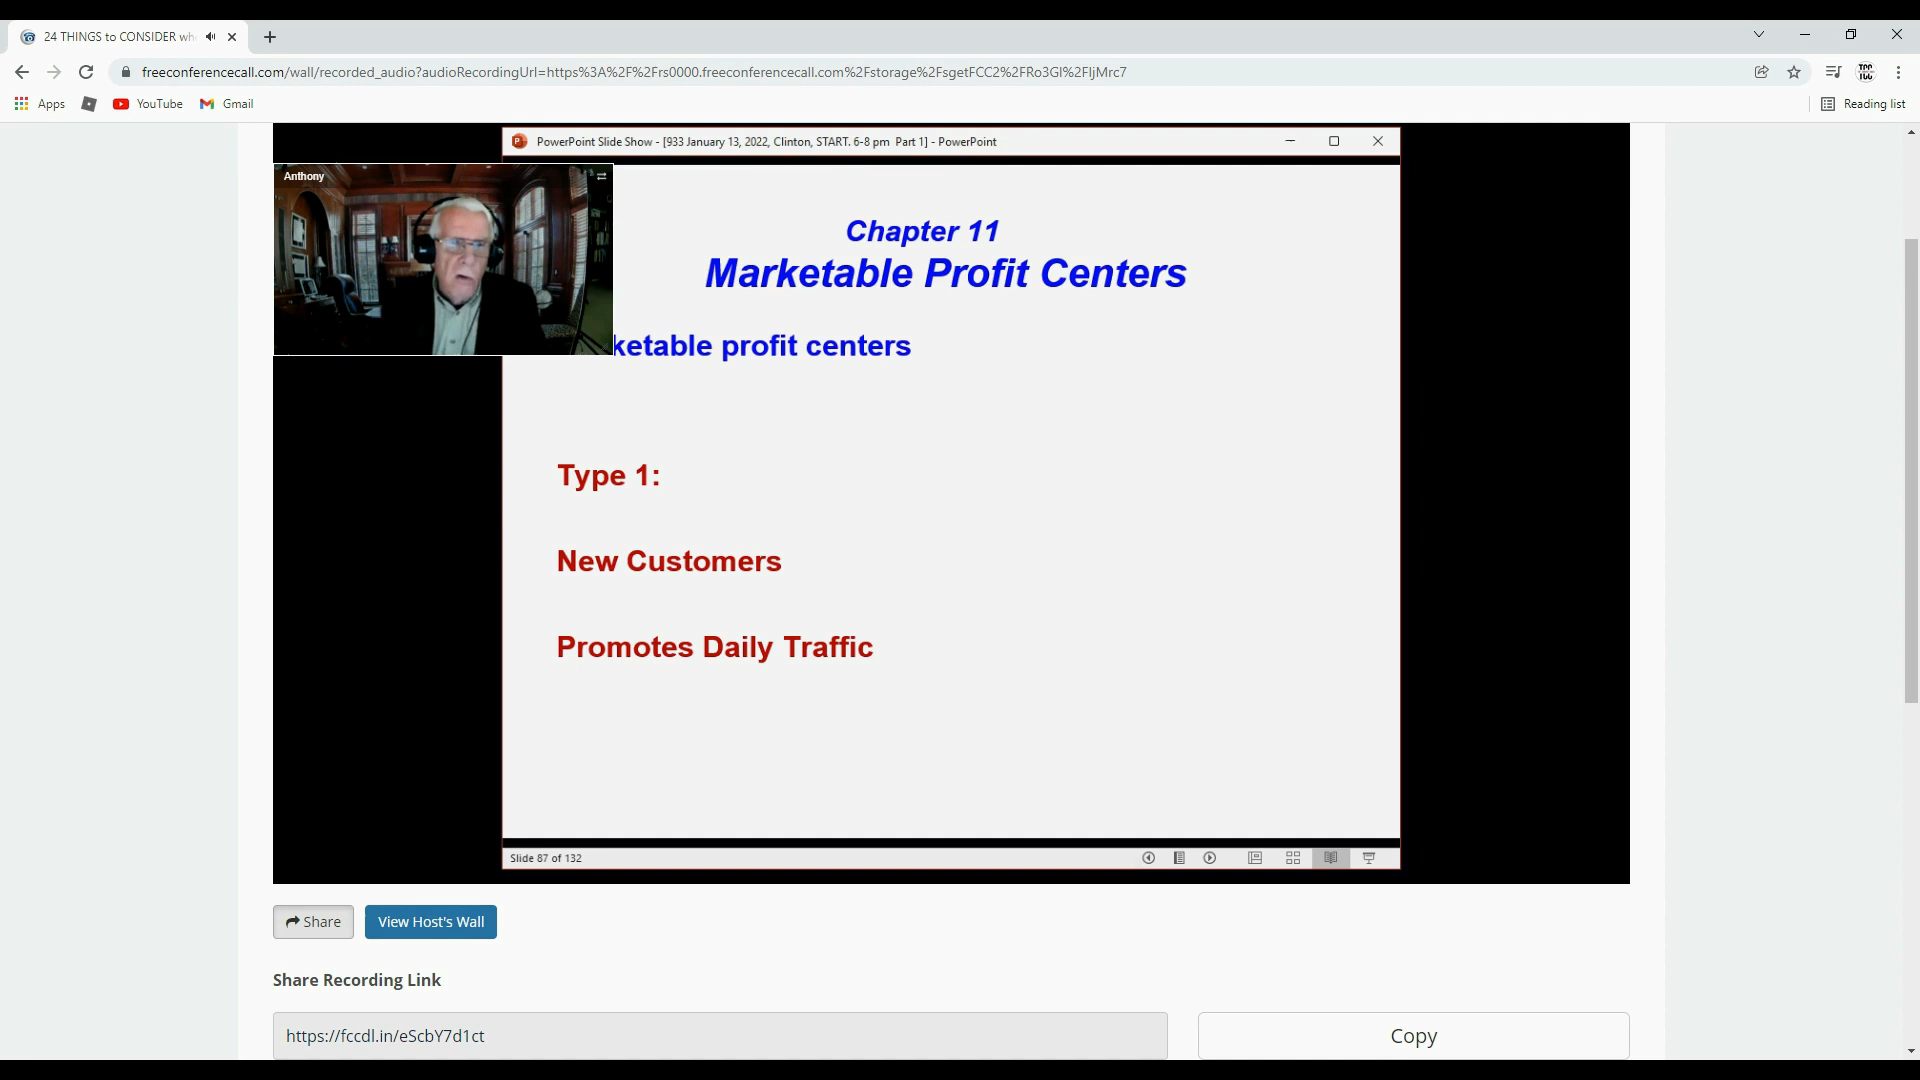 24 THINGS to CONSIDER wh
freeconferencecall.com/wall/recorded_audio?audioRecordingUrl=https%3A%2F%2Frs0000.freeconferencecall.com%2Fstorage%2FsgetFCC2%2FRo3GI%2FIjMrc7
Apps
YouTube
Gmail
Reading list
PowerPoint Slide Show - [933 January 13, 2022, Clinton, START. 6-8 pm Part 1] - PowerPoint
Anthony
Chapter 11
Marketable Profit Centers
ketable profit centers
Type 1:
New Customers
Promotes Daily Traffic
Slide 87 of 132
Share
View Host's Wall
Share Recording Link
https://fccdl.in/eScbY7d1ct
Copy